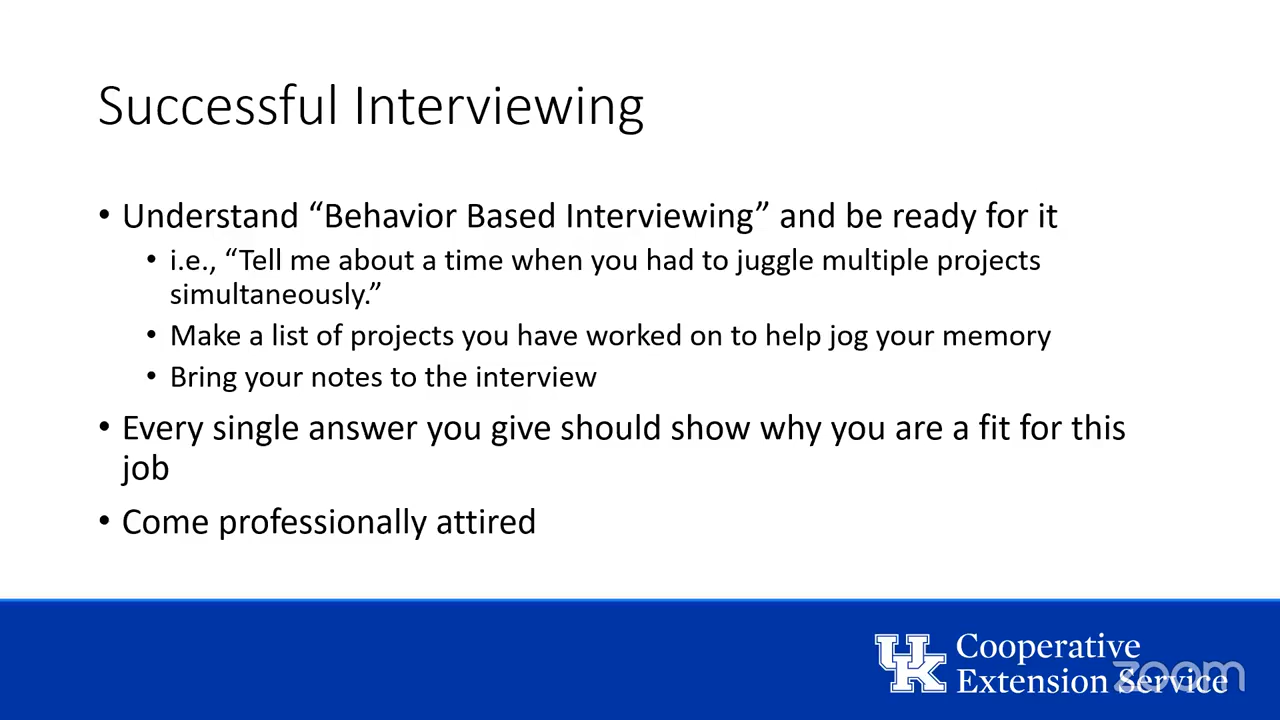 Successful Interviewing
• Understand “Behavior Based Interviewing” and be ready for it
• i.e., “Tell me about a time when you had to juggle multiple projects
simultaneously.”
• Make a list of projects you have worked on to help jog your memory
• Bring your notes to the interview
• Every single answer you give should show why you are a fit for this
job
• Come professionally attired
UK
Cooperative
Extension Service
zoom